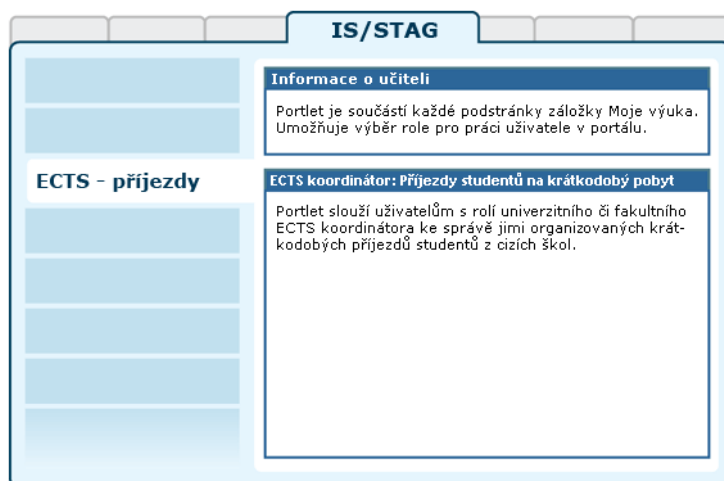 IS/STAG
Informace o učiteli
Portlet je součástí každé podstránky záložky Moje výuka.
Umožňuje výběr role pro práci uživatele v portálu.
ECTS - příjezdy
ECTS koordinátor: Příjezdy studentů na krátkodobý pobyt
Portlet slouží uživatelům s rolí univerzitního či fakultního
ECTS koordinátora ke správě jimi organizovaných krát-
kodobých příjezdů studentů z cizích škol.